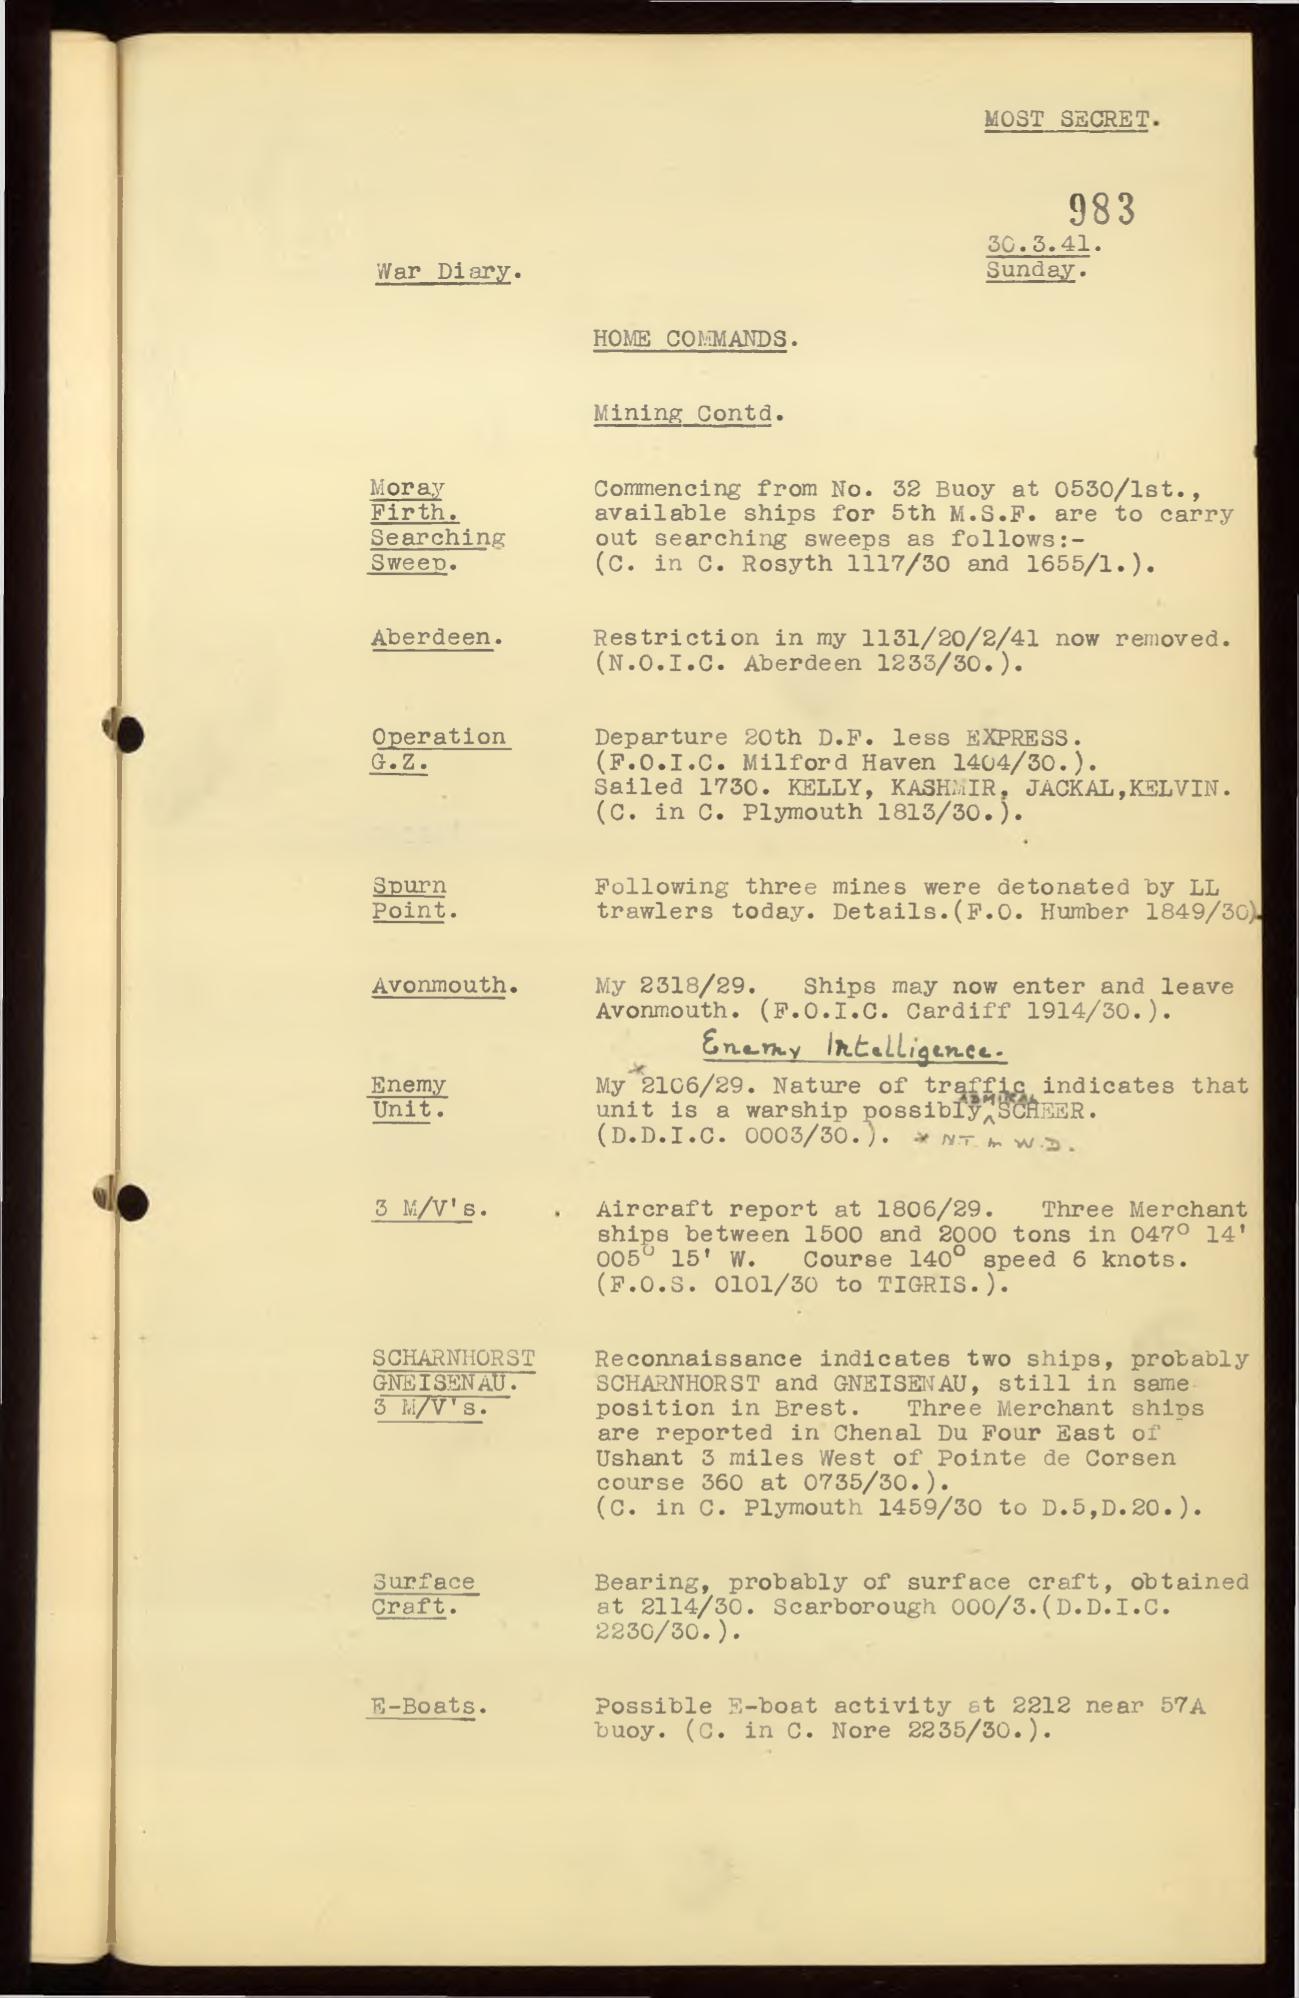 MOST SECRET.
983
30.3.41.
War Diary. Sunday.
HOME COMMANDS.
Mining Contd.
Moray Commencing from No. 32 Buoy at 0530/1st.,
Firth. available ships for 5th M.S.F. are to carry
Searching out searching sweeps as follows:-
Sweep. (C. in C. Rosyth 1117/30 and 1655/1.).
Aberdeen. Restriction in my 1131/20/2/41 now removed.
(N.O.I.C. Aberdeen 1233/30.).
Operation Departure 20th D.F. less EXPRESS.
G.Z. (F.O.I.C. Milford Haven 1404/30.).
Sailed 1730. KELLY, KASHMIR, JACKAL,KELVIN.
(C. in C. Plymouth 1813/30.).
Spurn Following three mines were detonated by LL
Point. trawlers today. Details.(F.O. Humber 1849/30).
Avonmouth. My 2318/29. Ships may now enter and leave
Avonmouth. (F.O.I.C. Cardiff 1914/30.).
Enemy Intelligence.
Enemy My * 2106/29. Nature of traffic indicates that
Unit. unit is a warship possibly ^ ADMIRAL SCHEER.
(D.D.I.C. 0003/30.). * N.T. in W.D.
3 M/V's. Aircraft report at 1806/29. Three Merchant
ships between 1500 and 2000 tons in 047° 14'
005° 15' W. Course 140° speed 6 knots.
(F.O.S. 0101/30 to TIGRIS.).
SCHARNHORST Reconnaissance indicates two ships, probably
GNEISENAU. SCHARNHORST and GNEISENAU, still in same
3 M/V's. position in Brest. Three Merchant ships
are reported in Chenal Du Four East of
Ushant 3 miles West of Pointe de Corsen
course 360 at 0735/30.).
(C. in C. Plymouth 1459/30 to D.5,D.20.).
Surface Bearing, probably of surface craft, obtained
Craft. at 2114/30. Scarborough 000/3.(D.D.I.C.
2230/30.).
E-Boats. Possible E-boat activity at 2212 near 57A
buoy. (C. in C. Nore 2235/30.).